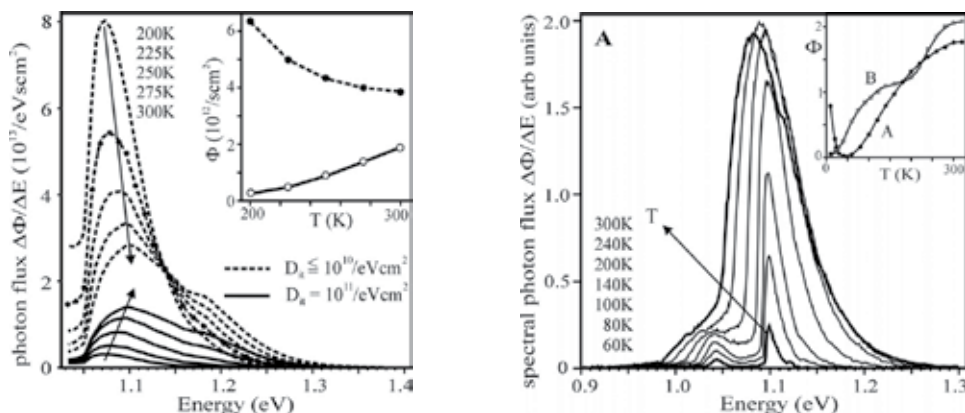 photon flux ΔΦ/ΔE (10¹³/eVscm²)
8
6
4
2
0
200K
225K
250K
275K
300K
Φ (10¹²/scm²)
6
4
2
0
200
300
T (K)
D_it ≦ 10¹⁰/eVcm²
D_it = 10¹¹/eVcm²
1.1
1.2
1.3
1.4
Energy (eV)
spectral photon flux ΔΦ/ΔE (arb units)
2.0
1.5
1.0
0.5
0
A
T
300K
240K
200K
140K
100K
80K
60K
Φ
2
1
0
B
A
0
T (K)
300
0.9
1.0
1.1
1.2
1.3
Energy (eV)